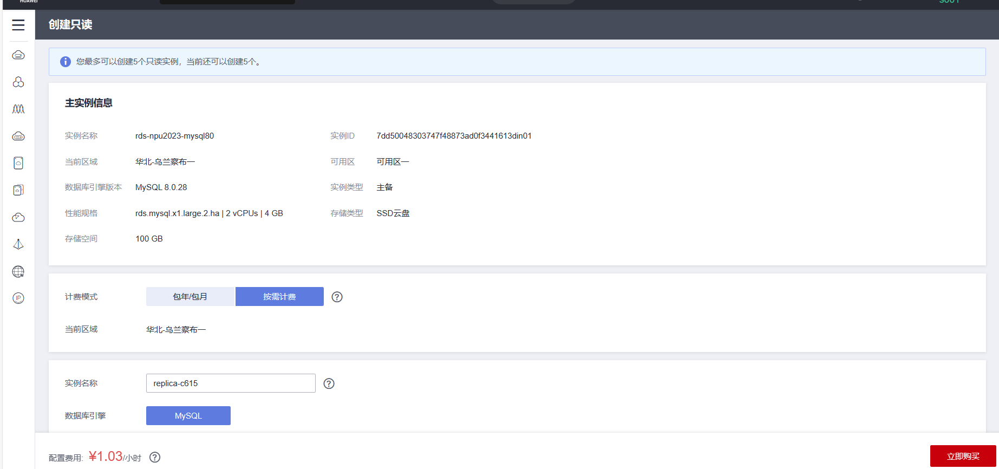 HUAWEI
创建只读
您最多可以创建5个只读实例，当前还可以创建5个。
主实例信息
实例名称 rds-npu2023-mysql80 实例ID 7dd50048303747f48873ad0f3441613din01
当前区域 华北-乌兰察布一 可用区 可用区一
数据库引擎版本 MySQL 8.0.28 实例类型 主备
性能规格 rds.mysql.x1.large.2.ha | 2 vCPUs | 4 GB 存储类型 SSD云盘
存储空间 100 GB
计费模式 包年/包月 按需计费
当前区域 华北-乌兰察布一
实例名称 replica-c615
数据库引擎 MySQL
IP
配置费用: ¥1.03/小时
立即购买